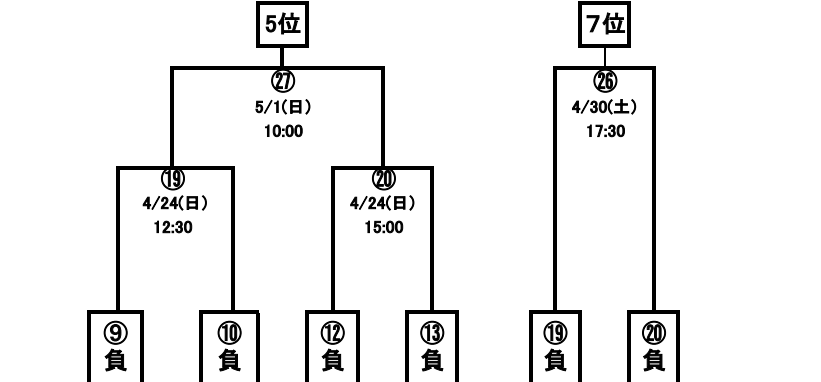 5位
7位
㉗
5/1(日)
10:00
㉖
4/30(土)
17:30
⑲
4/24(日)
12:30
⑳
4/24(日)
15:00
⑨
負
⑩
負
⑫
負
⑬
負
⑲
負
⑳
負